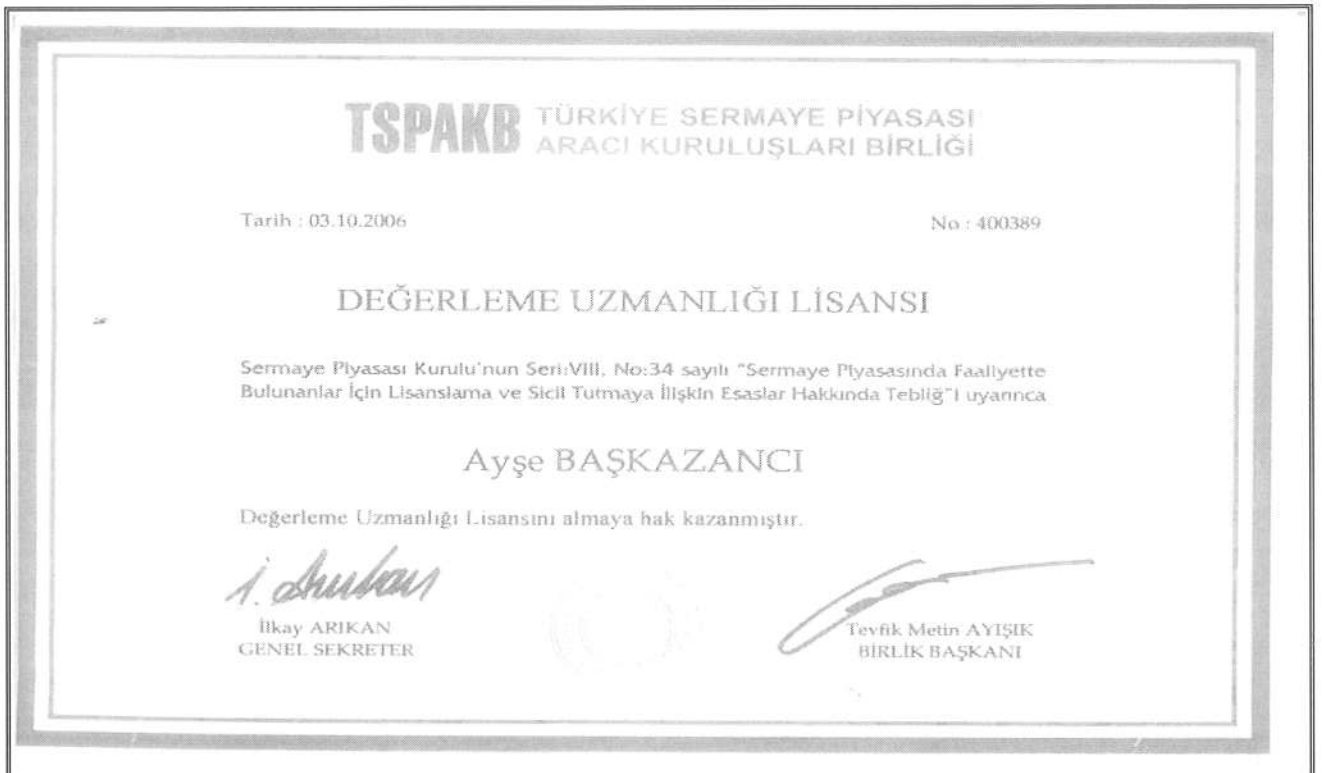 TSPAKB TÜRKİYE SERMAYE PİYASASI
ARACI KURULUŞLARI BİRLİĞİ
Tarih : 03.10.2006 No : 400389
DEĞERLEME UZMANLIĞI LİSANSI
Sermaye Piyasası Kurulu'nun Seri:VIII, No:34 sayılı "Sermaye Piyasasında Faaliyette
Bulunanlar İçin Lisanslama ve Sicil Tutmaya İlişkin Esaslar Hakkında Tebliğ"i uyarınca
Ayşe BAŞKAZANCI
Değerleme Uzmanlığı Lisansını almaya hak kazanmıştır.
i. Arıkan
İlkay ARIKAN
GENEL SEKRETER
Tevfik Metin AYIŞIK
BİRLİK BAŞKANI